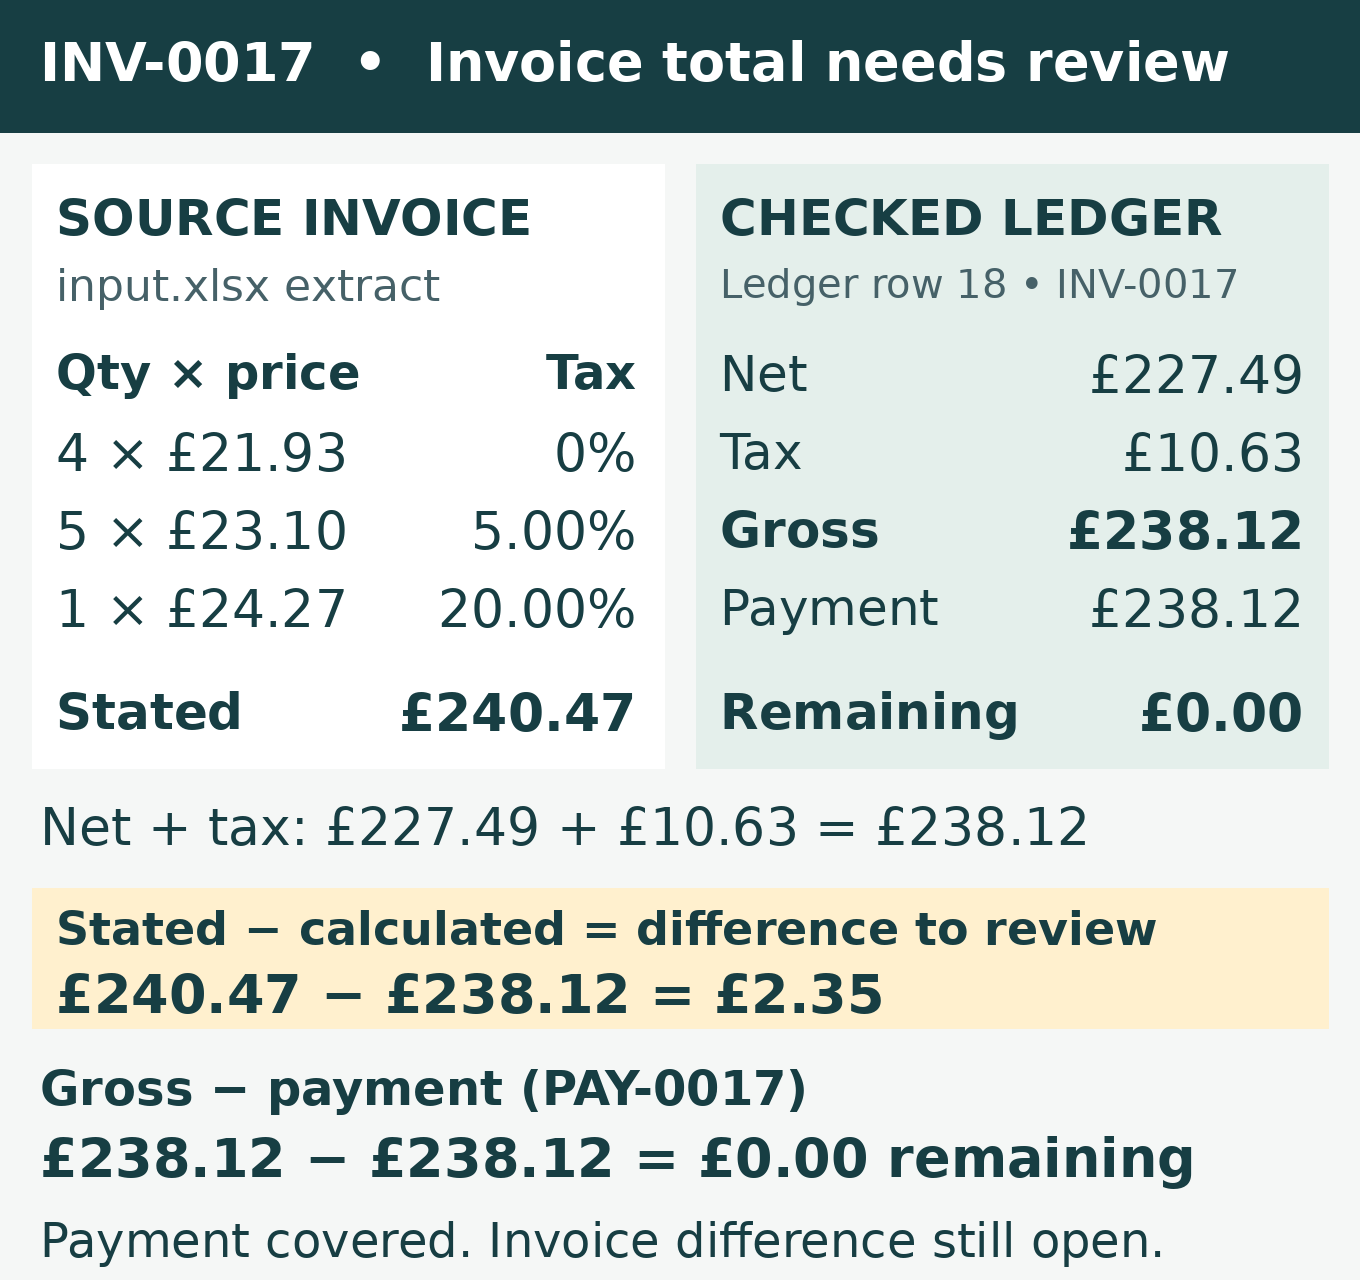 INV-0017 • Invoice total needs review
SOURCE INVOICE
input.xlsx extract
Qty × price Tax
4 × £21.93 0%
5 × £23.10 5.00%
1 × £24.27 20.00%
Stated £240.47
CHECKED LEDGER
Ledger row 18 • INV-0017
Net £227.49
Tax £10.63
Gross £238.12
Payment £238.12
Remaining £0.00
Net + tax: £227.49 + £10.63 = £238.12
Stated − calculated = difference to review
£240.47 − £238.12 = £2.35
Gross − payment (PAY-0017)
£238.12 − £238.12 = £0.00 remaining
Payment covered. Invoice difference still open.